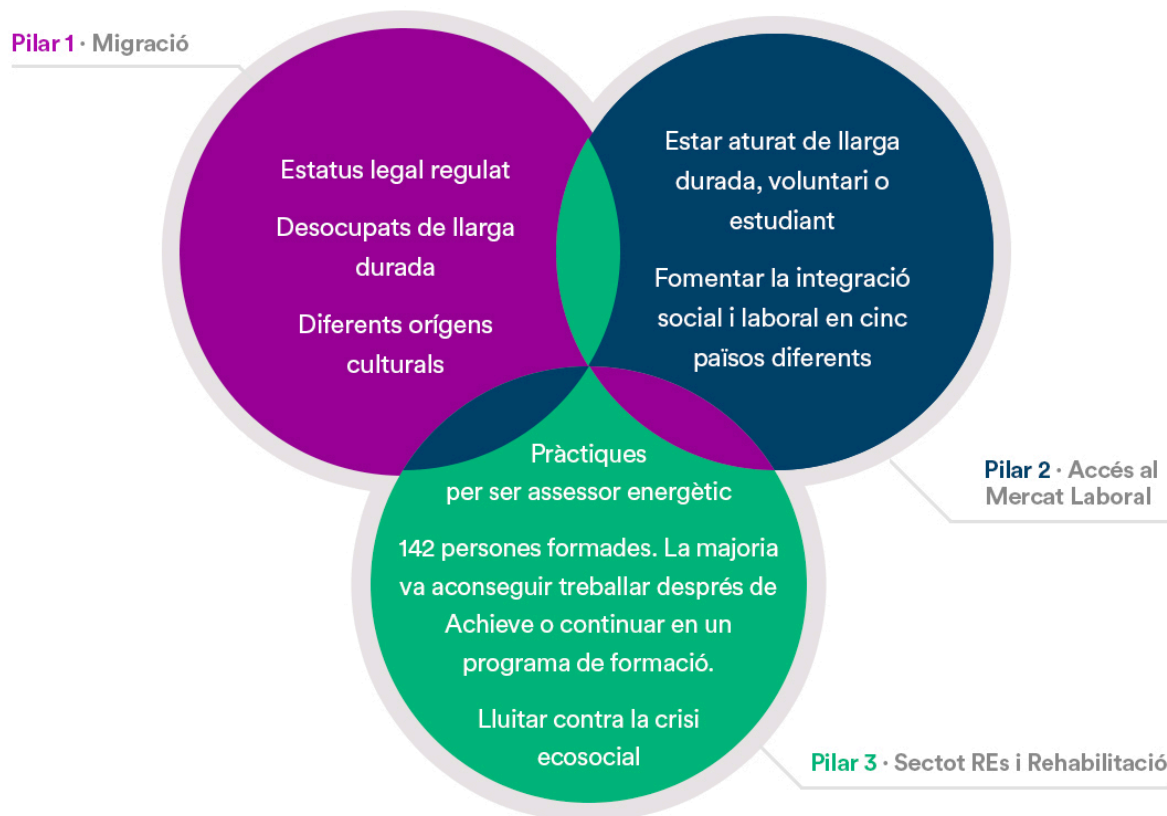 Pilar 1 · Migració
Estatus legal regulat
Desocupats de llarga
durada
Diferents orígens
culturals
Estar aturat de llarga
durada, voluntari o
estudiant
Fomentar la integració
social i laboral en cinc
països diferents
Pilar 2 · Accés al
Mercat Laboral
Pràctiques
per ser assessor energètic
142 persones formades. La majoria
va aconseguir treballar després de
Achieve o continuar en un
programa de formació.
Lluitar contra la crisi
ecosocial
Pilar 3 · Sectot REs i Rehabilitació